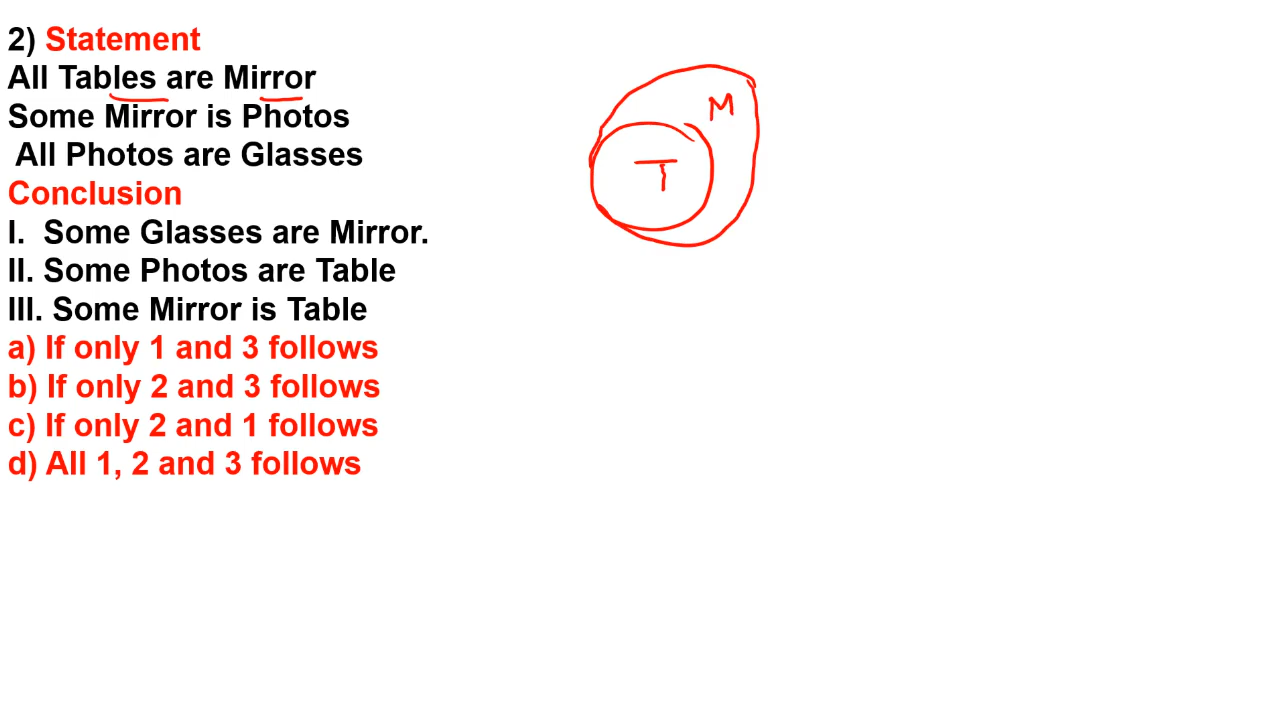 2) Statement
All Tables are Mirror
Some Mirror is Photos
All Photos are Glasses
Conclusion
I. Some Glasses are Mirror.
II. Some Photos are Table
III. Some Mirror is Table
a) If only 1 and 3 follows
b) If only 2 and 3 follows
c) If only 2 and 1 follows
d) All 1, 2 and 3 follows
M
T